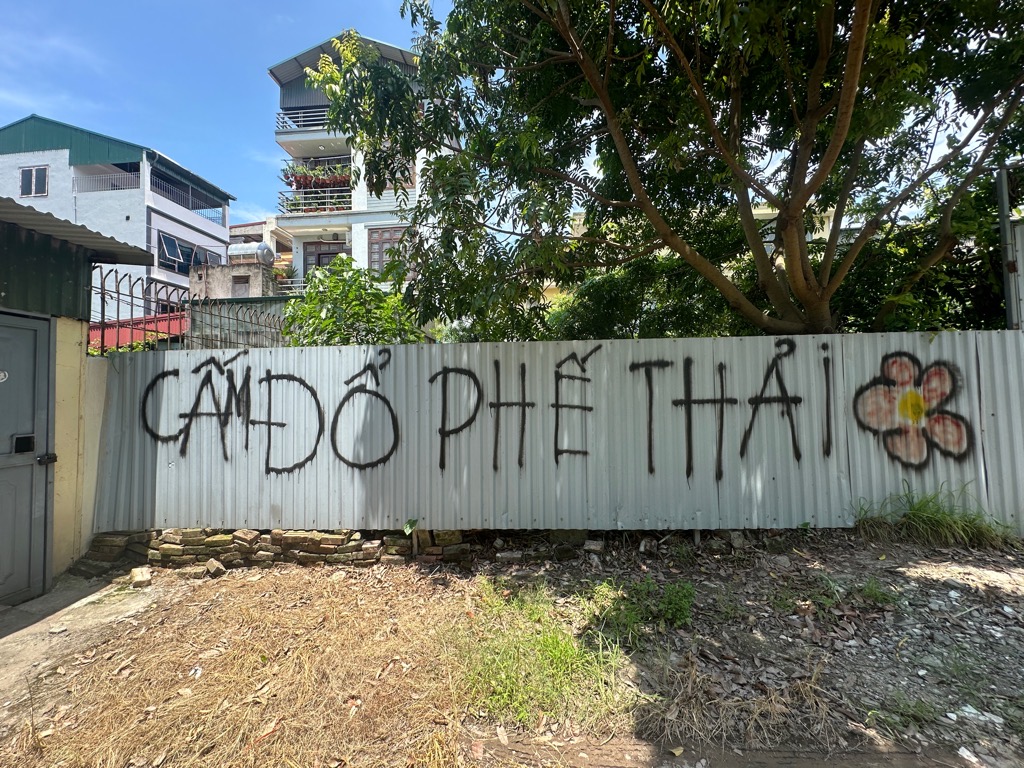 CẤM ĐỔ PHẾ THẢi